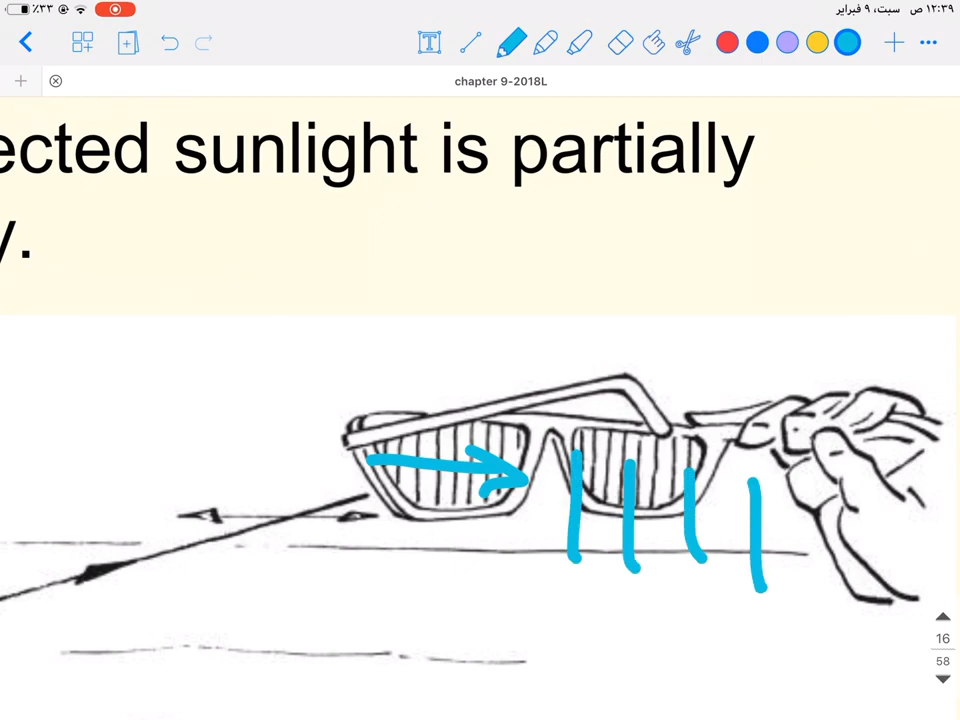 ٪٣٣ ١٢:٣٩ ص سبت، ٩ فبراير
chapter 9-2018L
ected sunlight is partially
y.
16
58